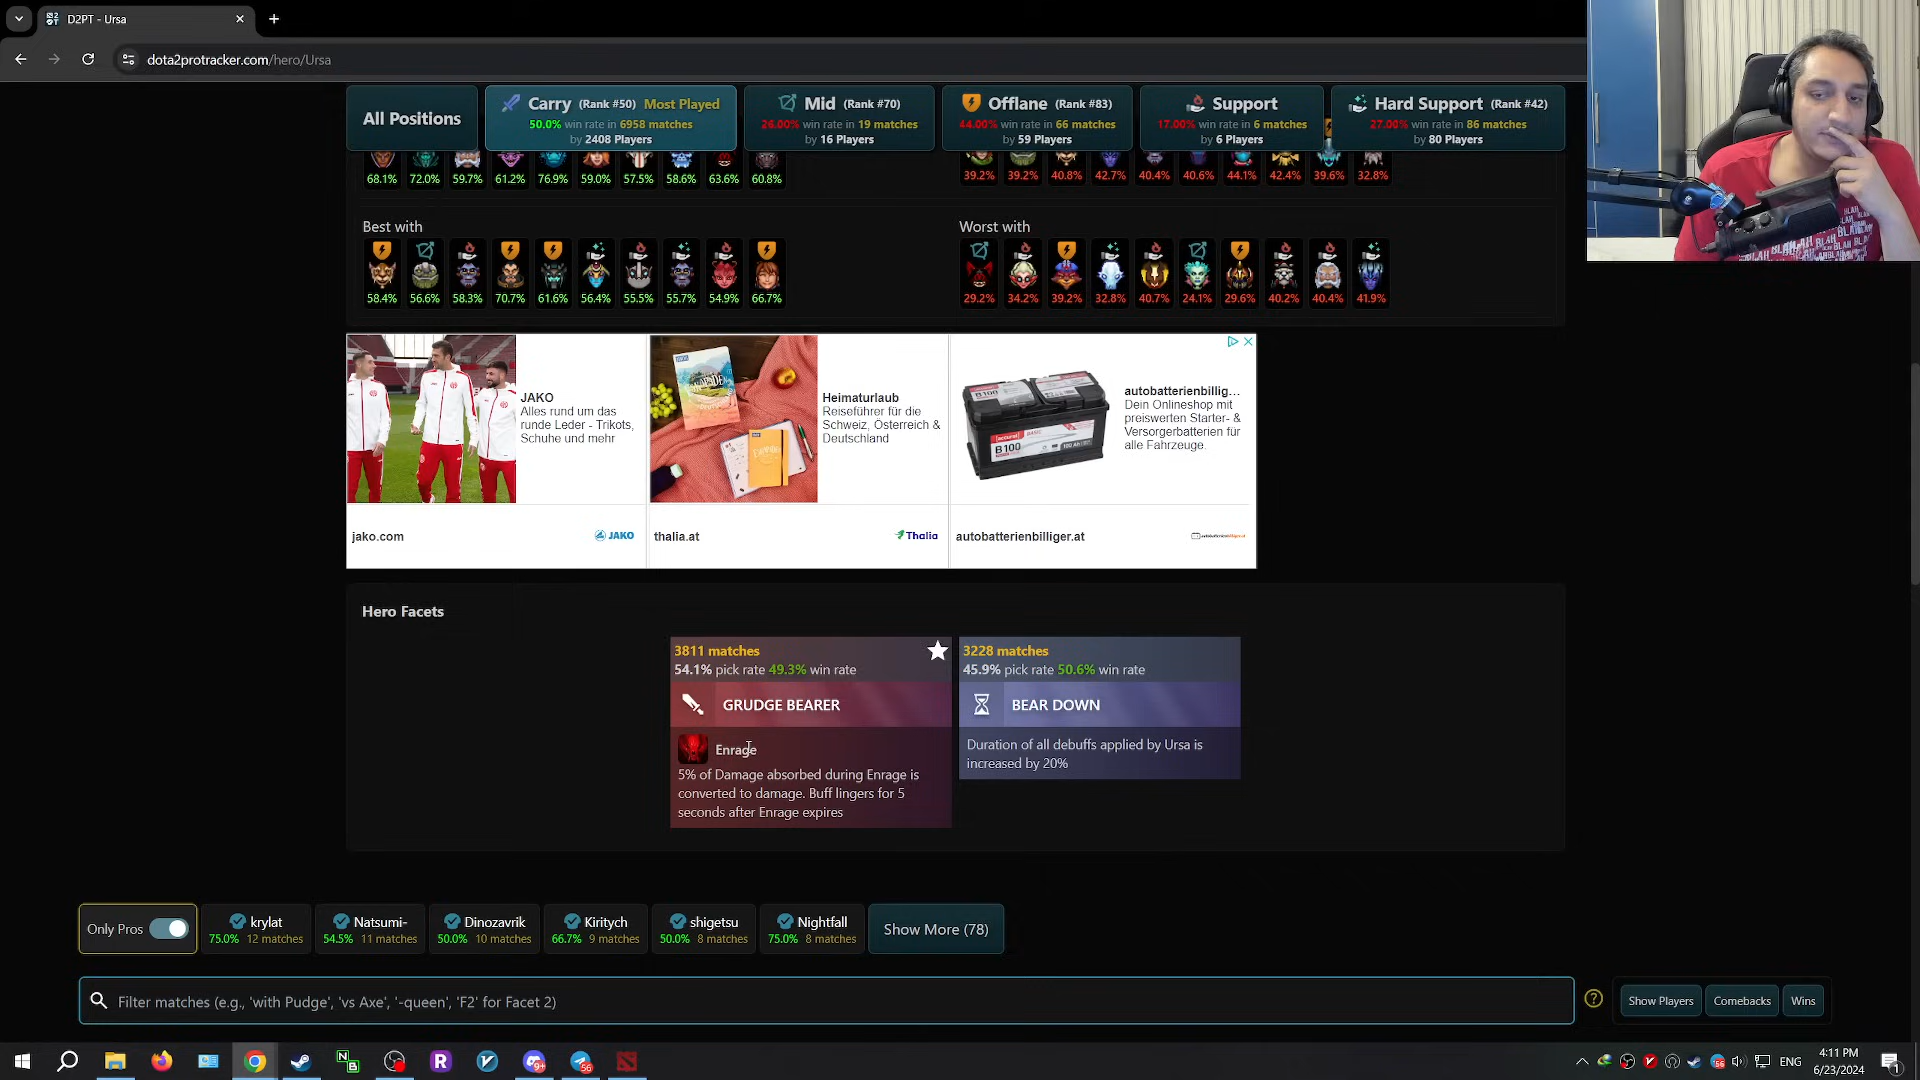 D2PT - Ursa
dota2protracker.com/hero/Ursa
All Positions
Carry (Rank #50) Most Played
50.0% win rate in 6958 matches
by 2408 Players
Mid (Rank #70)
26.00% win rate in 19 matches
by 16 Players
Offlane (Rank #83)
44.00% win rate in 66 matches
by 59 Players
Support
17.00% win rate in 6 matches
by 6 Players
Hard Support (Rank #42)
27.00% win rate in 86 matches
by 80 Players
68.1% 72.0% 59.7% 61.2% 76.9% 59.0% 57.5% 58.6% 63.6% 60.8%
39.2% 39.2% 40.8% 42.7% 40.4% 40.6% 44.1% 42.4% 39.6% 32.8%
Best with
58.4% 56.6% 58.3% 70.7% 61.6% 56.4% 55.5% 55.7% 54.9% 66.7%
Worst with
29.2% 34.2% 39.2% 32.8% 40.7% 24.1% 29.6% 40.2% 40.4% 41.9%
JAKO
Alles rund um das
runde Leder - Trikots,
Schuhe und mehr
jako.com
JAKO
Heimaturlaub
Reiseführer für die
Schweiz, Österreich &
Deutschland
thalia.at
Thalia
B100
autobatterienbillig...
Dein Onlineshop mit
preiswerten Starter- &
Versorgerbatterien für
alle Fahrzeuge.
autobatterienbilliger.at
Hero Facets
3811 matches
54.1% pick rate 49.3% win rate
GRUDGE BEARER
Enrage
5% of Damage absorbed during Enrage is
converted to damage. Buff lingers for 5
seconds after Enrage expires
3228 matches
45.9% pick rate 50.6% win rate
BEAR DOWN
Duration of all debuffs applied by Ursa is
increased by 20%
Only Pros
krylat
75.0% 12 matches
Natsumi-
54.5% 11 matches
Dinozavrik
50.0% 10 matches
Kiritych
66.7% 9 matches
shigetsu
50.0% 8 matches
Nightfall
75.0% 8 matches
Show More (78)
Filter matches (e.g., 'with Pudge', 'vs Axe', '-queen', 'F2' for Facet 2)
?
Show Players
Comebacks
Wins
ENG
4:11 PM
6/23/2024